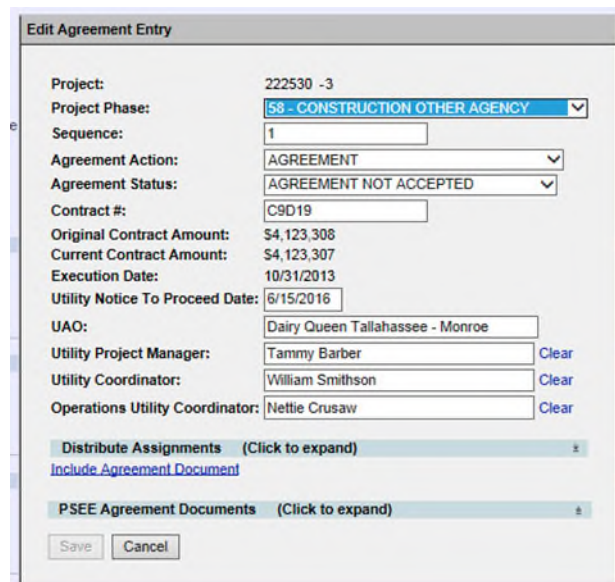 Edit Agreement Entry
Project: 222530 -3
Project Phase: 58 - CONSTRUCTION OTHER AGENCY
Sequence: 1
Agreement Action: AGREEMENT
Agreement Status: AGREEMENT NOT ACCEPTED
Contract #: C9D19
Original Contract Amount: $4,123,308
Current Contract Amount: $4,123,307
Execution Date: 10/31/2013
Utility Notice To Proceed Date: 6/15/2016
UAO: Dairy Queen Tallahassee - Monroe
Utility Project Manager: Tammy Barber Clear
Utility Coordinator: William Smithson Clear
Operations Utility Coordinator: Nettie Crusaw Clear
Distribute Assignments (Click to expand)
Include Agreement Document
PSEE Agreement Documents (Click to expand)
Save Cancel